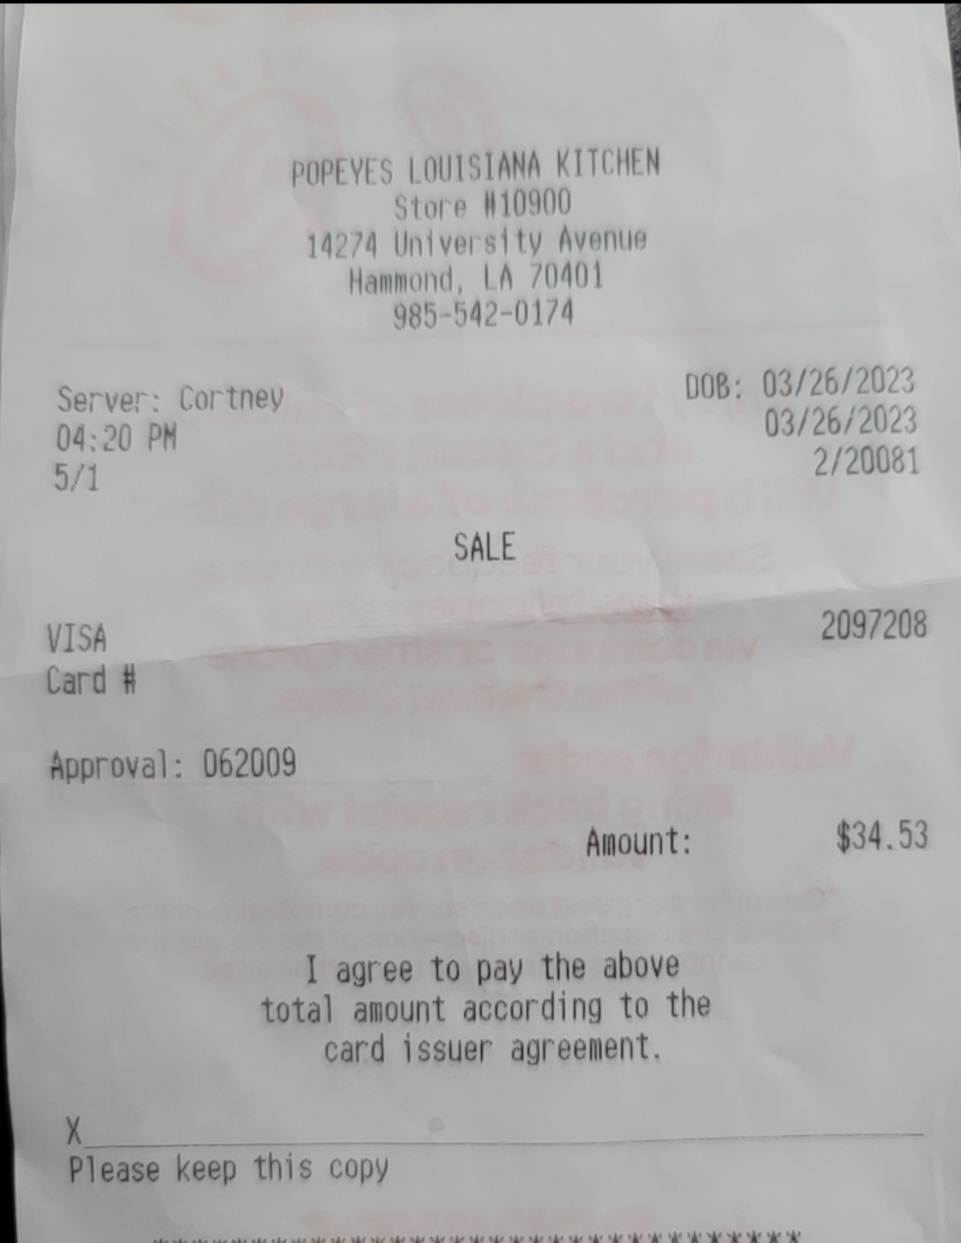 POPEYES LOUISIANA KITCHEN
Store #10900
14274 University Avenue
Hammond, LA 70401
985-542-0174
Server: Cortney DOB: 03/26/2023
04:20 PM 03/26/2023
5/1 2/20081
SALE
VISA 2097208
Card #
Approval: 062009
Amount: $34.53
I agree to pay the above
total amount according to the
card issuer agreement.
X
Please keep this copy